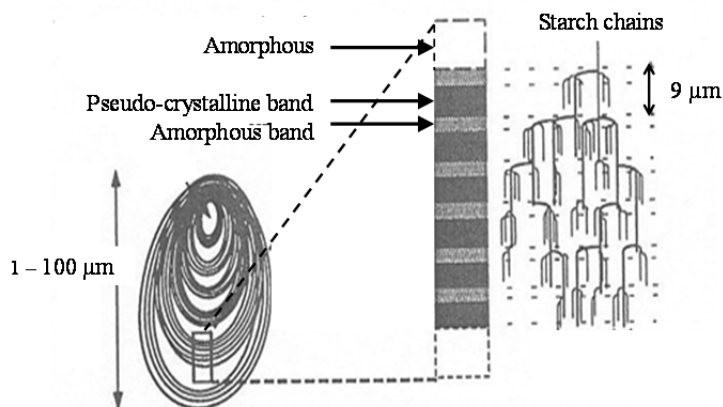 Starch chains
Amorphous
9 μm
Pseudo-crystalline band
Amorphous band
1 – 100 μm